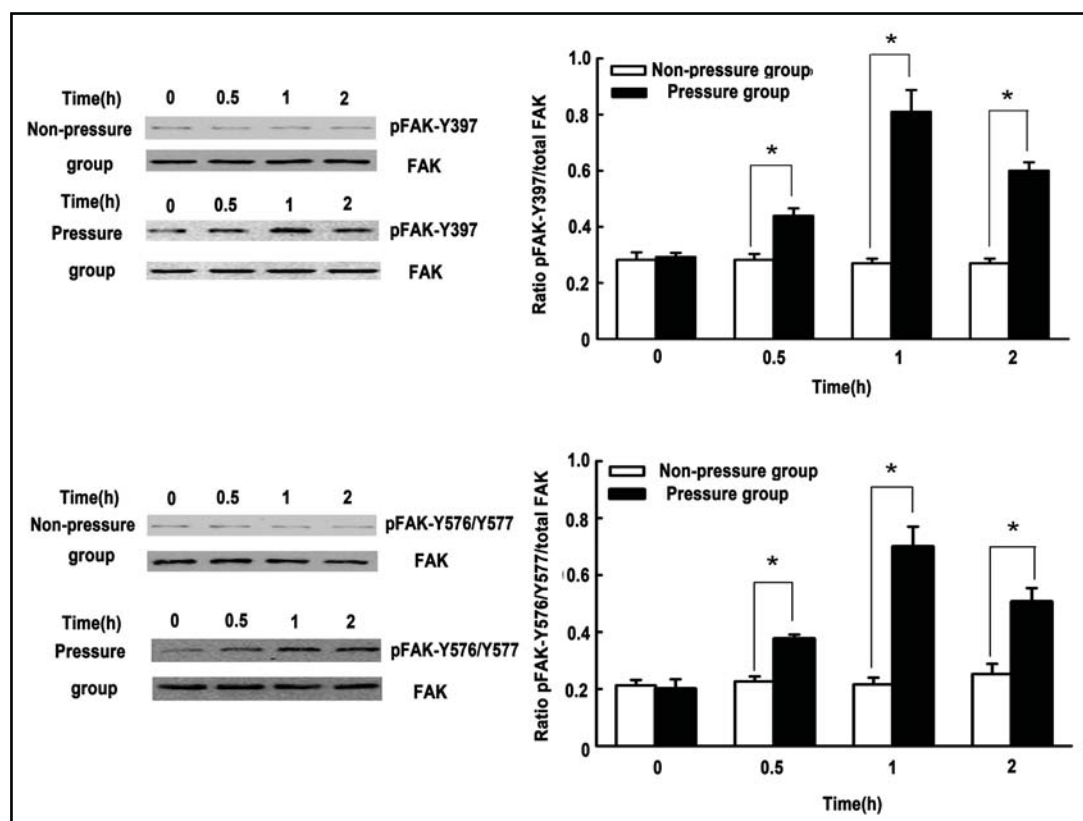 Time(h) 0 0.5 1 2
Non-pressure pFAK-Y397
group FAK
Time(h) 0 0.5 1 2
Pressure pFAK-Y397
group FAK
Non-pressure group
Pressure group
Ratio pFAK-Y397/total FAK
1.0
0.8
0.6
0.4
0.2
0
* * *
0 0.5 1 2
Time(h)
Time(h) 0 0.5 1 2
Non-pressure pFAK-Y576/Y577
group FAK
Time(h) 0 0.5 1 2
Pressure pFAK-Y576/Y577
group FAK
Non-pressure group
Pressure group
Ratio pFAK-Y576/Y577/total FAK
1.0
0.8
0.6
0.4
0.2
0
* * *
0 0.5 1 2
Time(h)